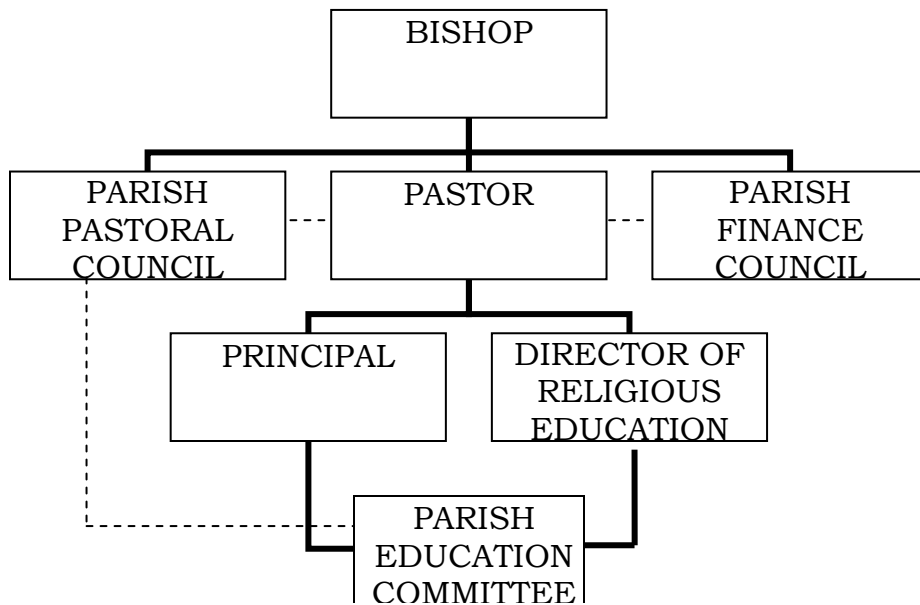 BISHOP
PARISH
PASTORAL
COUNCIL
PASTOR
PARISH
FINANCE
COUNCIL
PRINCIPAL
DIRECTOR OF
RELIGIOUS
EDUCATION
PARISH
EDUCATION
COMMITTEE